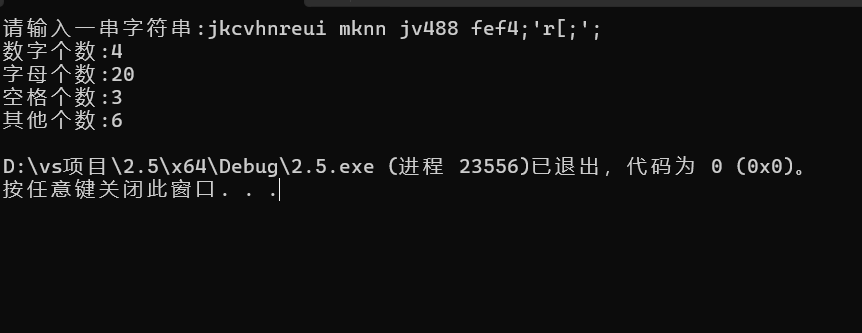 请输入一串字符串:jkcvhnreui mknn jv488 fef4;'r[;';
数字个数:4
字母个数:20
空格个数:3
其他个数:6
D:\vs项目\2.5\x64\Debug\2.5.exe (进程 23556)已退出，代码为 0 (0x0)。
按任意键关闭此窗口. . .